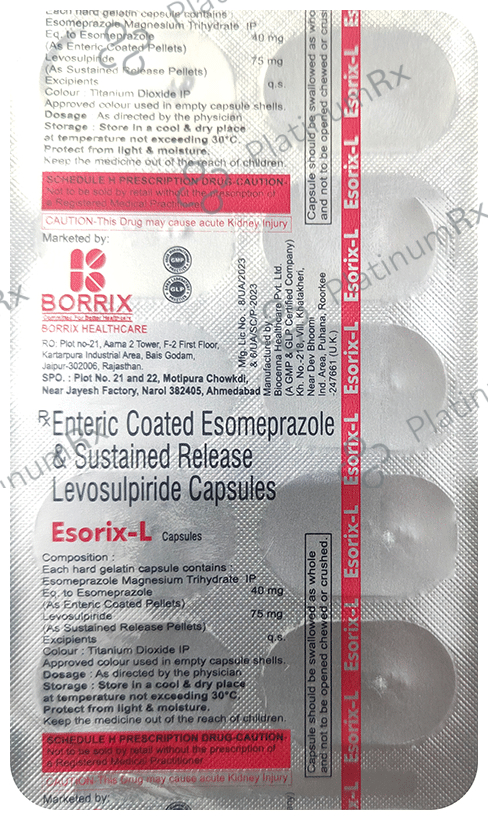 Each hard gelatin capsule contains :
Esomeprazole Magnesium Trihydrate IP
Eq. to Esomeprazole 40 mg
(As Enteric Coated Pellets)
Levosulpiride 75 mg
(As Sustained Release Pellets)
Excipients q.s.
Colour : Titanium Dioxide IP
Approved colour used in empty capsule shells.
Dosage : As directed by the physician
Storage : Store in a cool & dry place
at temperature not exceeding 30°C.
Protect from light & moisture.
Keep the medicine out of the reach of children.
SCHEDULE H PRESCRIPTION DRUG-CAUTION-
Not to be sold by retail without the prescription of
a Registered Medical Practitioner
CAUTION-This Drug may cause acute Kidney Injury
Capsule should be swallowed as whole
and not to be opened chewed or crus
Marketed by:
BORRIX
Committed For Better Healthcare
BORRIX HEALTHCARE
GMP
GLP
RO: Plot no-21, Aama 2 Tower, F-2 First Floor,
Kartarpura Industrial Area, Bais Godam,
Jaipur-302006, Rajasthan.
SPO. : Plot No. 21 and 22, Motipura Chowkdi,
Near Jayesh Factory, Narol 382405, Ahmedabad
Mfg. Lic No. : 8/UA/2023
& 6/UA/SC/P-2023
Manufactured by :
Biocenna Healthcare Pvt. Ltd.
(A GMP & GLP Certified Company)
Kh. No.-218, Vill. Khatakheri,
Near Dev Bhoomi
Ind. Area, Puhana, Roorkee
-247661 (U.K.)
Rx Enteric Coated Esomeprazole
& Sustained Release
Levosulpiride Capsules
Esorix-L Capsules
Composition :
Each hard gelatin capsule contains :
Esomeprazole Magnesium Trihydrate IP
Eq. to Esomeprazole 40 mg
(As Enteric Coated Pellets)
Levosulpiride 75 mg
(As Sustained Release Pellets)
Excipients q.s.
Colour : Titanium Dioxide IP
Approved colour used in empty capsule shells.
Dosage : As directed by the physician
Storage : Store in a cool & dry place
at temperature not exceeding 30°C.
Protect from light & moisture.
Keep the medicine out of the reach of children.
SCHEDULE H PRESCRIPTION DRUG-CAUTION-
Not to be sold by retail without the prescription of
a Registered Medical Practitioner
CAUTION-This Drug may cause acute Kidney Injury
Marketed by:
Capsule should be swallowed as whole
and not to be opened chewed or crushed.
Esorix-L Esorix-L Esorix-L Esorix-L Esorix-L Esorix-L Esorix-L Esorix-L Esorix-L
PlatinumRx
PlatinumRx
PlatinumRx